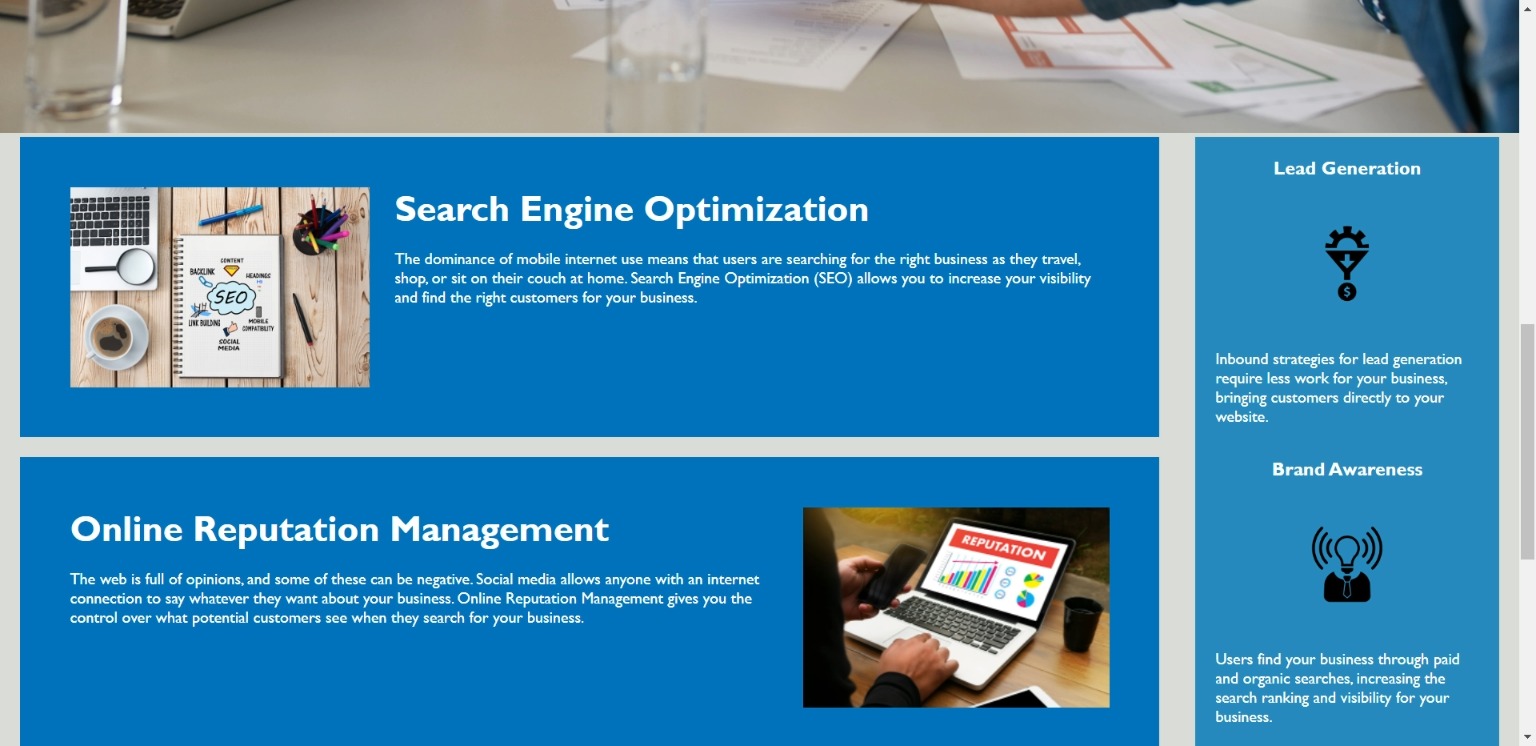 Search Engine Optimization
The dominance of mobile internet use means that users are searching for the right business as they travel,
shop, or sit on their couch at home. Search Engine Optimization (SEO) allows you to increase your visibility
and find the right customers for your business.
CONTENT
BACKLINK
HEADINGS
H1
SEO
LINK BUILDING
MOBILE
COMPATIBILITY
SOCIAL
MEDIA
Online Reputation Management
The web is full of opinions, and some of these can be negative. Social media allows anyone with an internet
connection to say whatever they want about your business. Online Reputation Management gives you the
control over what potential customers see when they search for your business.
REPUTATION
Lead Generation
$
Inbound strategies for lead generation
require less work for your business,
bringing customers directly to your
website.
Brand Awareness
Users find your business through paid
and organic searches, increasing the
search ranking and visibility for your
business.